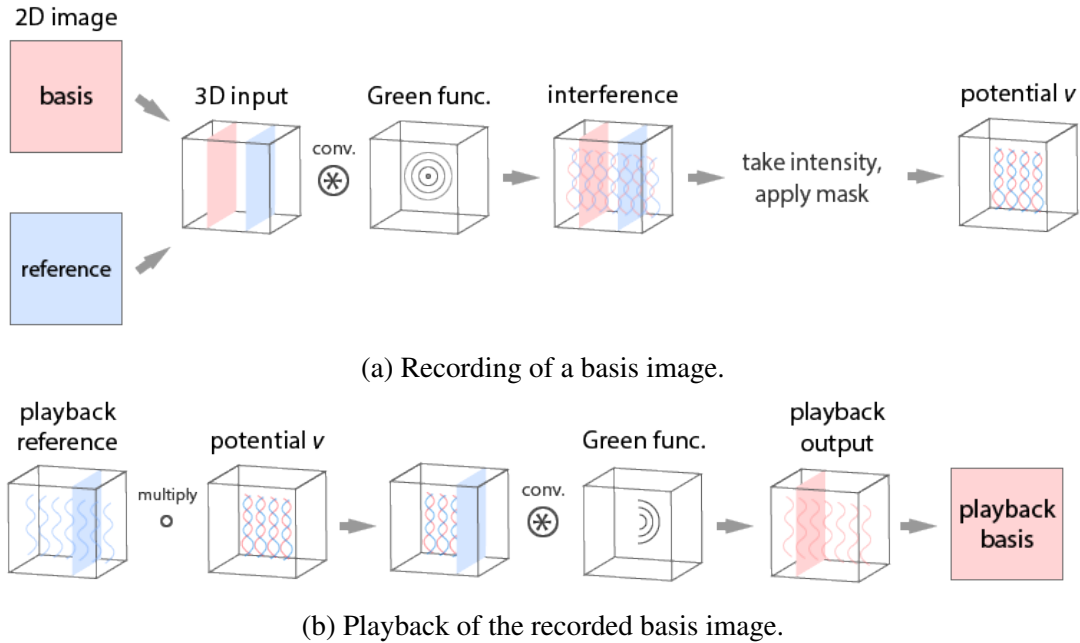 2D image
basis
reference
3D input
conv.
Green func.
interference
take intensity,
apply mask
potential v
(a) Recording of a basis image.
playback
reference
multiply
potential v
conv.
Green func.
playback
output
playback
basis
(b) Playback of the recorded basis image.